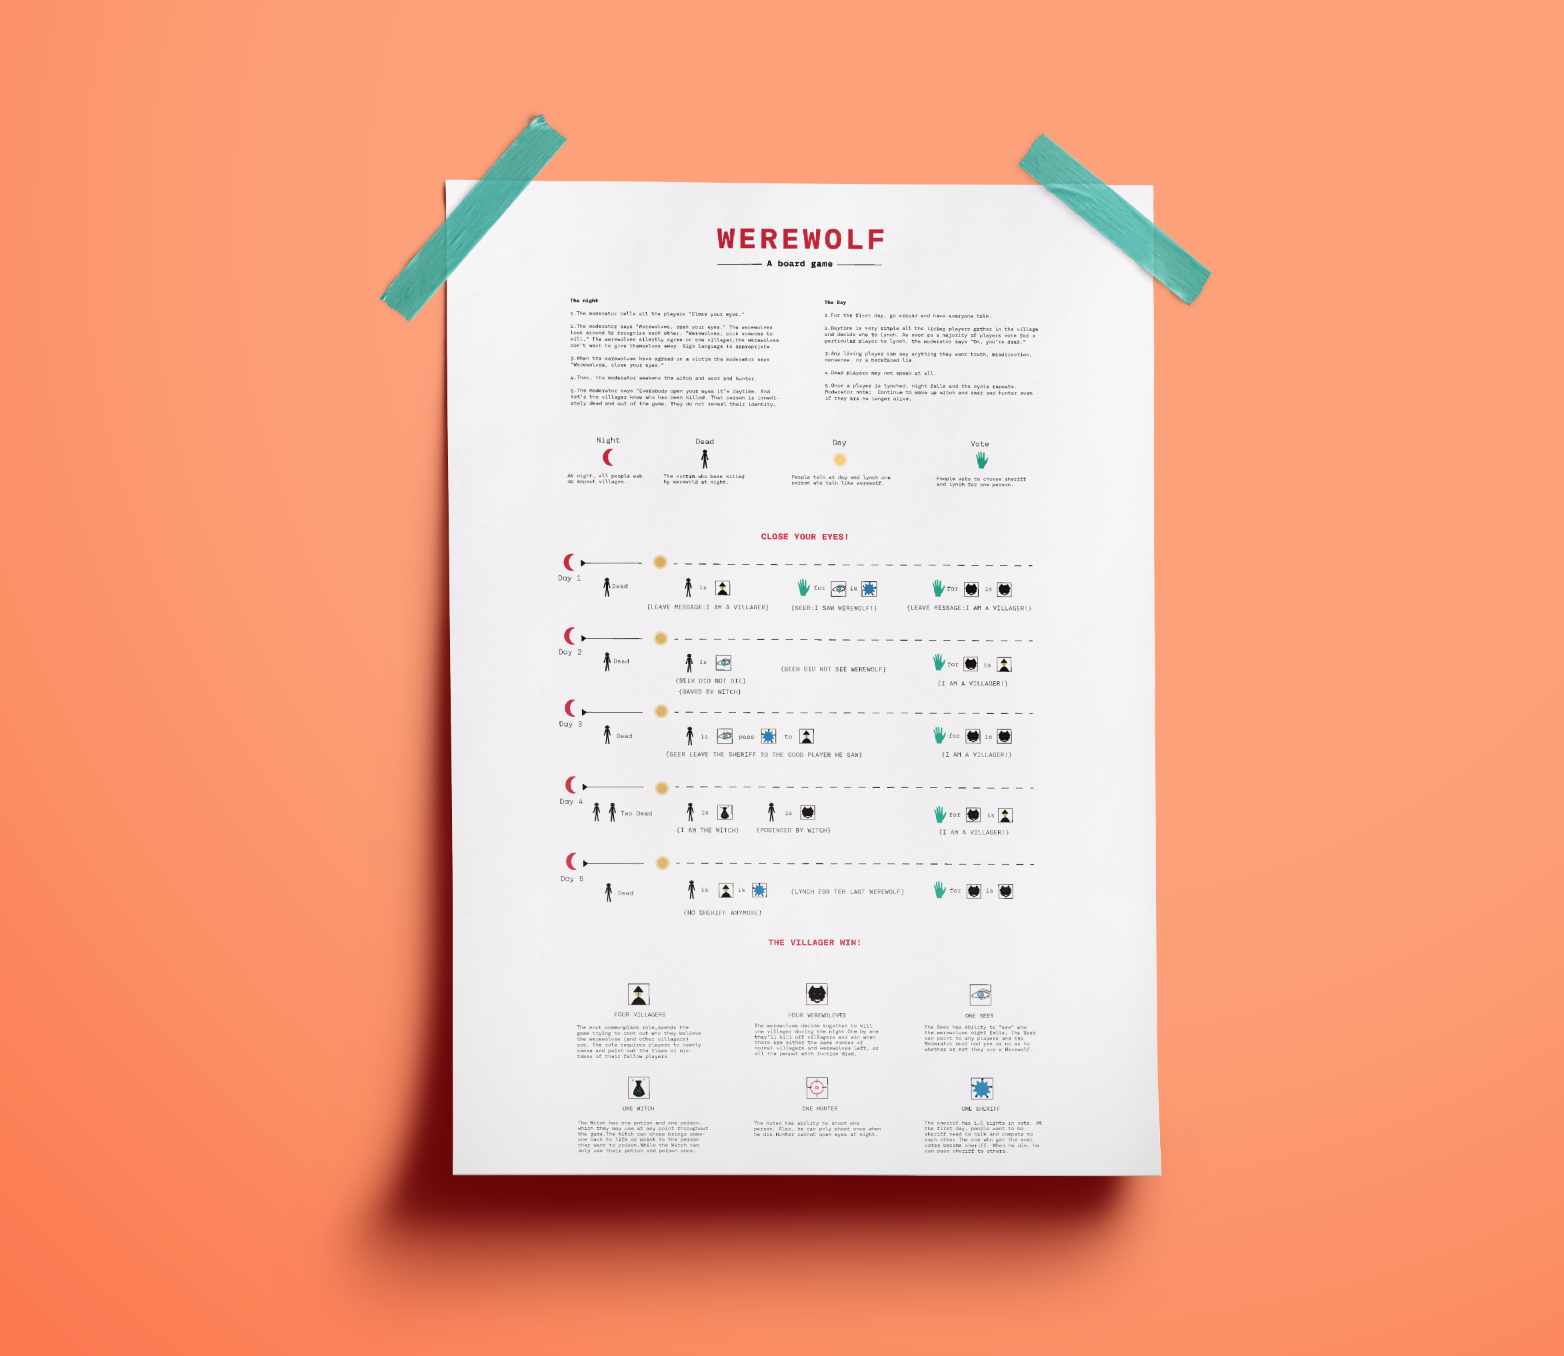 WEREWOLF
A board game
The night
1.The moderator tells all the players "Close your eyes."
2.The moderator says "Werewolves, open your eyes." The werewolves
look around to recognize each other. "Werewolves, pick someone to
kill." The werewolves silently agree on one villager,the werewolves
don't want to give themselves away. Sign language is appropriate.
3.When the werewolves have agreed on a victim the moderator says
"Werewolves, close your eyes."
4.Then, the moderator awakens the witch and seer and hunter.
5.The Moderator says "Everybody open your eyes it's daytime. And
let's the villager know who has been killed. That person is immedi-
ately dead and out of the game. They do not reveal their identity.
The Day
1.For the first day, go around and have everyone talk.
2.Daytime is very simple all the living players gather in the village
and decide who to lynch. As soon as a majority of players vote for a
particular player to lynch, the moderator says "Ok, you're dead."
3.Any living player can say anything they want truth, misdirection,
nonsense, or a barefaced lie.
4.Dead players may not speak at all.
5.Once a player is lynched, night falls and the cycle repeats.
Moderator note: Continue to wake up witch and seer and hunter even
if they are no longer alive.
Night
At night, all people wak
up expect villages.
Dead
The victim who been killed
by werewold at night.
Day
People talk at day and lynch one
person who talk like werewolf.
Vote
People vote to choose sheriff
and lynch for one person.
CLOSE YOUR EYES!
Day 1
Dead
is
for is
for is
(LEAVE MESSAGE:I AM A VILLAGER)
(SEER:I SAW WEREWOLF!)
(LEAVE MESSAGE:I AM A VILLAGER!)
Day 2
Dead
is
(SEER DID NOT SEE WEREWOLF)
for is
(SEER DID NOT DIE)
(SAVED BY WITCH)
(I AM A VILLAGER!)
Day 3
Dead
is pass to
for is
(SEER LEAVE THE SHERIFF TO THE GOOD PLAYER HE SAW)
(I AM A VILLAGER!)
Day 4
Two Dead
is
is
for is
(I AM THE WITCH)
(POSINDED BY WITCH)
(I AM A VILLAGER!)
Day 5
Dead
is is
(LYNCH FOR TEH LAST WEREWOLF)
for is
(NO SHERIFF ANYMORE)
THE VILLAGER WIN!
FOUR VILLAGERS
The most commonplace role,spends the
game trying to root out who they believe
the werewolves (and other villagers)
are. The role requires players to keenly
sense and point out the flaws or mis-
takes of their fellow players.
FOUR WEREWOLEVES
The werewolves decide together to kill
one villager during the night.One by one
they'll kill off villagers and win when
there are either the same number of
normal villagers and werewolves left, or
all the peopel with fuction died.
ONE SEER
The Seer has ability to "see" who
the werewolves night falls. The Seer
can point to any players and the
Moderator must nod yes or no as to
whether or not they are a Werewolf.
ONE WITCH
The Witch has one potion and one poison,
which they may use at any point throughout
the game.The Witch can chose brings some-
one back to life or point to the person
they want to poison.While the Witch can
only use their potion and poison once.
ONE HUNTER
The Huter has ability to shoot one
person. Also, he can only shoot once when
he die.Hunter cannot open eyes at night.
ONE SHERIFF
The sheriff has 1.5 rights in vote. At
the first day, people want to be
sheriff need to talk and compete to
each other.The one who get the most
votes become sheriff. When he die, he
can pass sheriff to others.